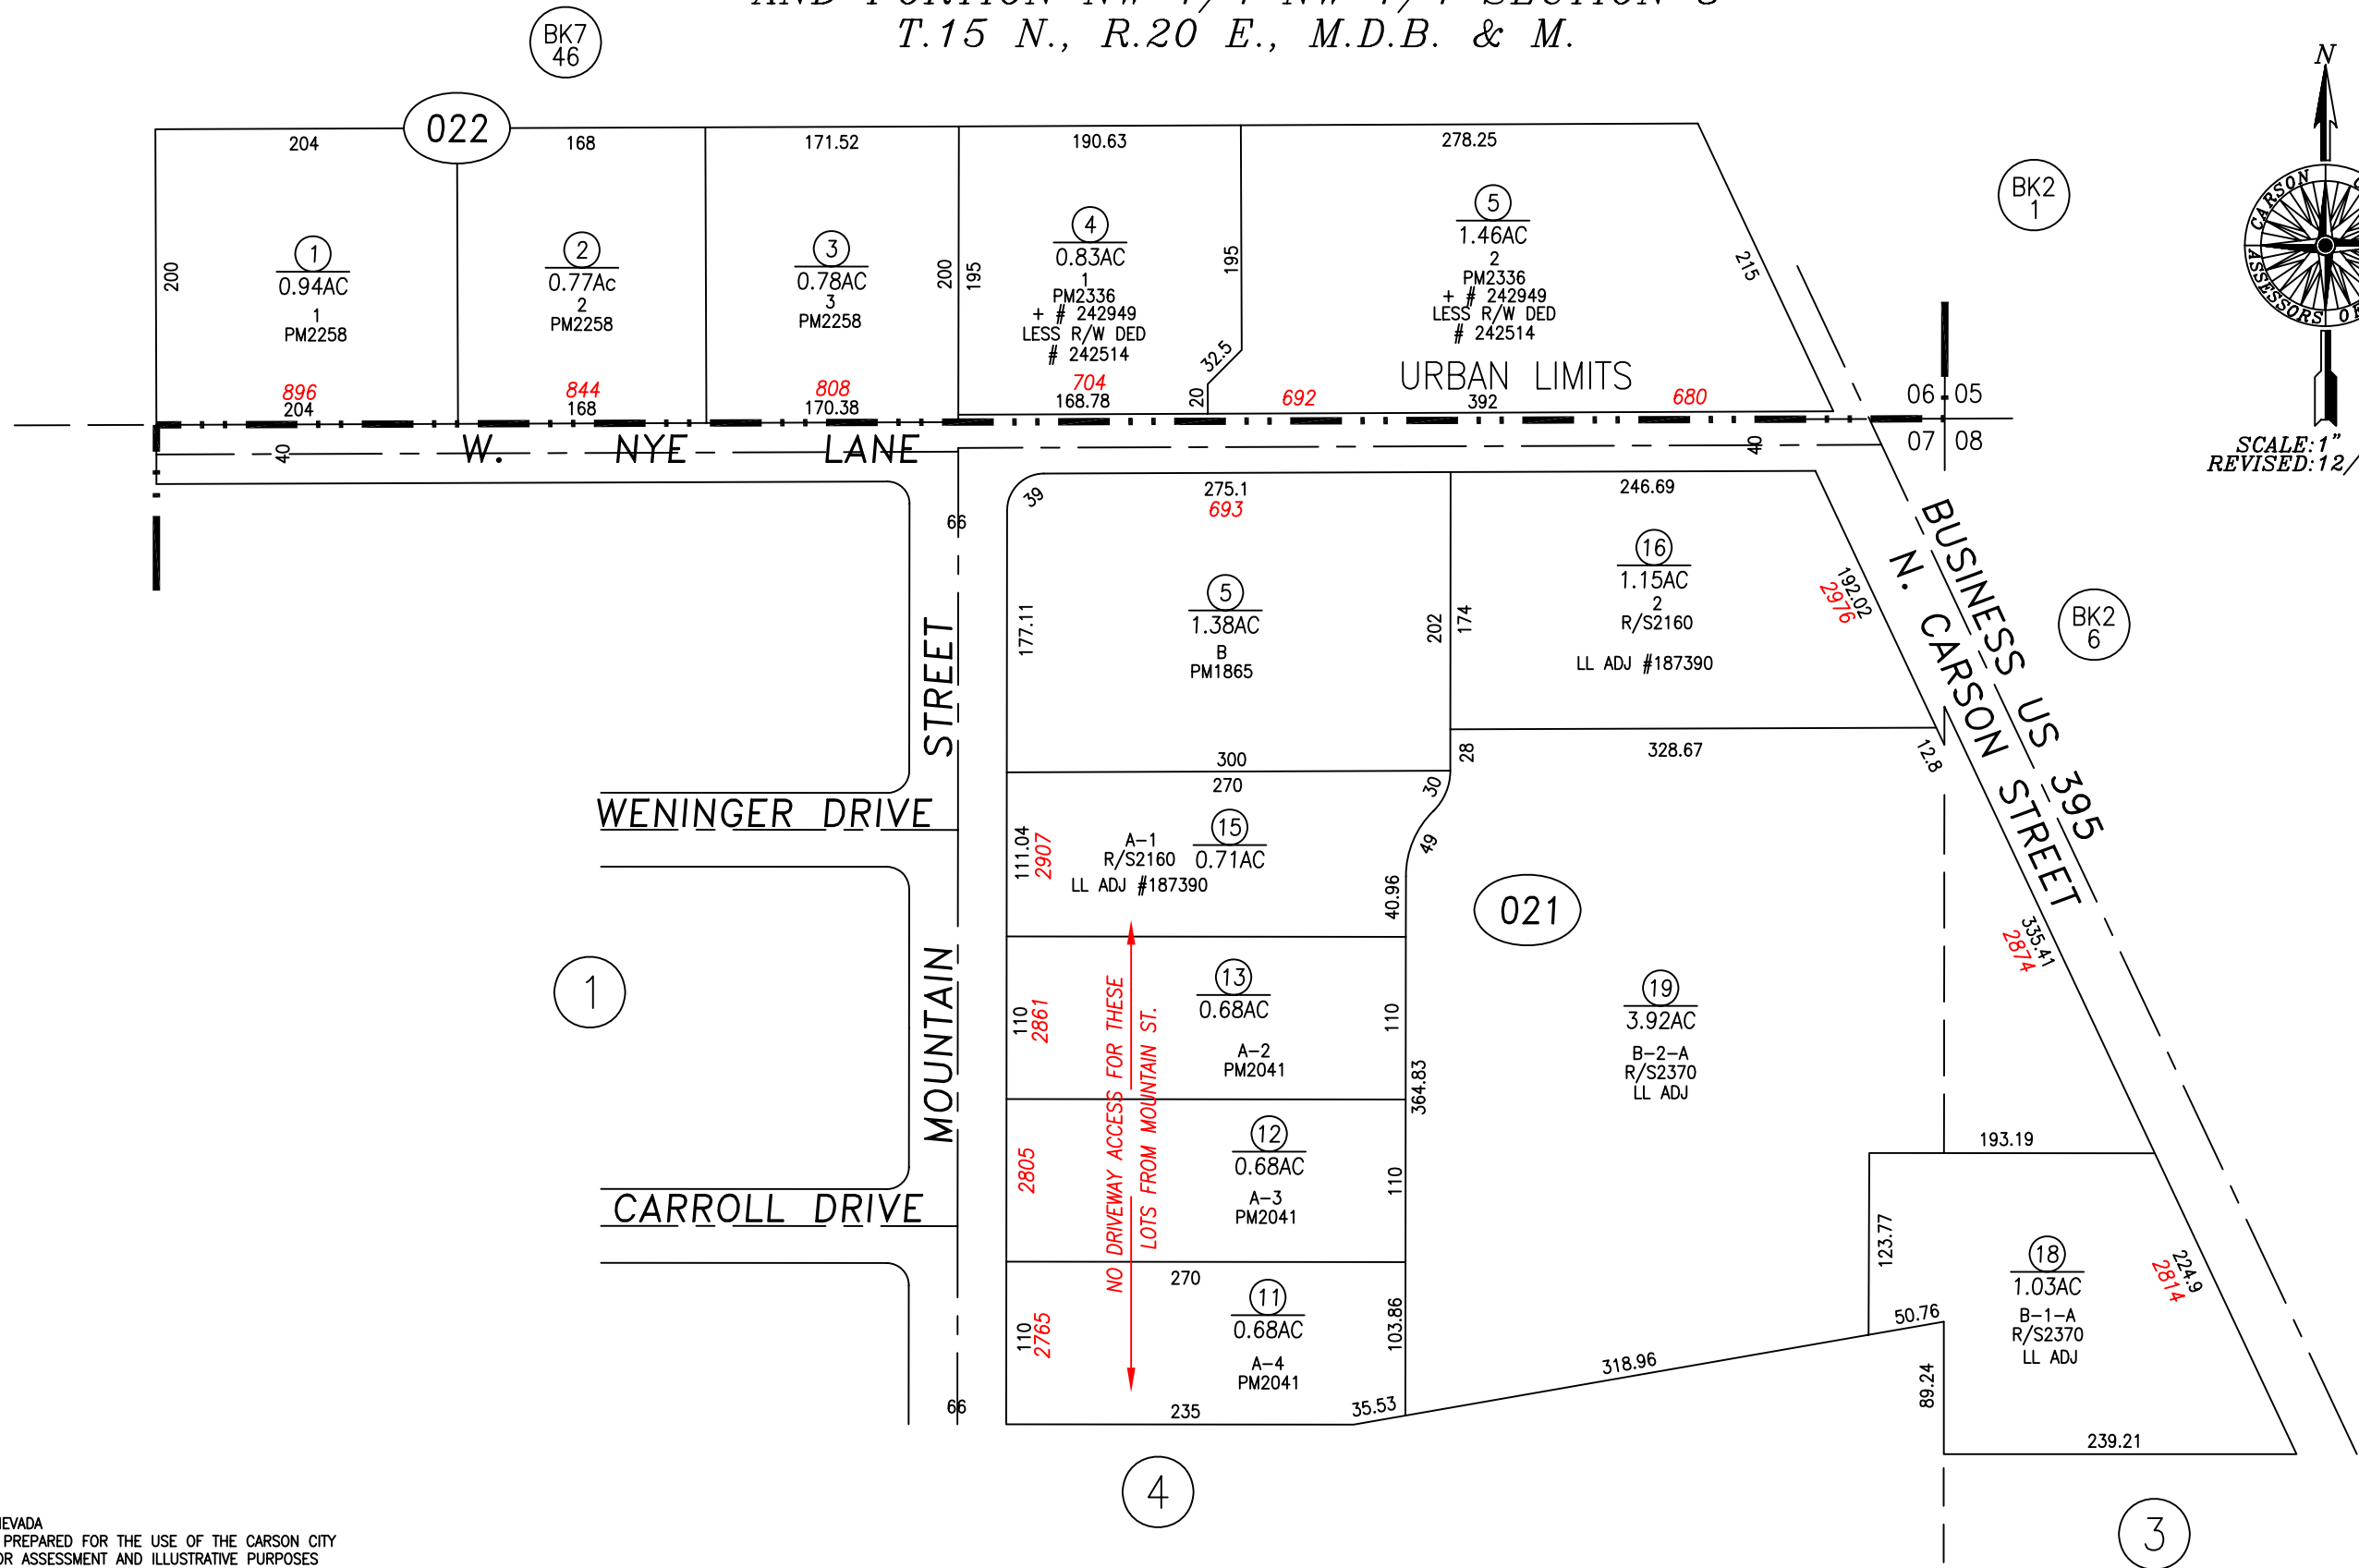 T.15 N., R.20 E., M.D.B. & M.
BK7
46
022
204
168
171.52
190.63
278.25
N
BK2
1
CARSON
ASSESSORS
SCALE:1"
REVISED:12/
200
1
0.94AC
1
PM2258
896
204
2
0.77Ac
2
PM2258
844
168
3
0.78AC
3
PM2258
808
170.38
200
195
4
0.83AC
1
PM2336
+ # 242949
LESS R/W DED
# 242514
704
168.78
195
32.5
20
5
1.46AC
2
PM2336
+ # 242949
LESS R/W DED
# 242514
URBAN LIMITS
692
392
680
215
06 05
07 08
40
W. NYE LANE
40
66
39
275.1
693
177.11
5
1.38AC
B
PM1865
202
300
246.69
174
16
1.15AC
2
R/S2160
LL ADJ #187390
192.02
2976
28
328.67
12.8
BUSINESS US 395
N. CARSON STREET
BK2
6
WENINGER DRIVE
MOUNTAIN STREET
270
30
49
111.04
2907
A-1
R/S2160
LL ADJ #187390
15
0.71AC
40.96
021
1
110
2861
13
0.68AC
A-2
PM2041
110
364.83
NO DRIVEWAY ACCESS FOR THESE
LOTS FROM MOUNTAIN ST.
19
3.92AC
B-2-A
R/S2370
LL ADJ
335.41
2874
2805
12
0.68AC
A-3
PM2041
110
CARROLL DRIVE
193.19
123.77
18
1.03AC
B-1-A
R/S2370
LL ADJ
224.9
2814
270
110
2765
11
0.68AC
A-4
PM2041
103.86
235
35.53
318.96
50.76
89.24
239.21
66
4
3
NEVADA
PREPARED FOR THE USE OF THE CARSON CITY
OR ASSESSMENT AND ILLUSTRATIVE PURPOSES